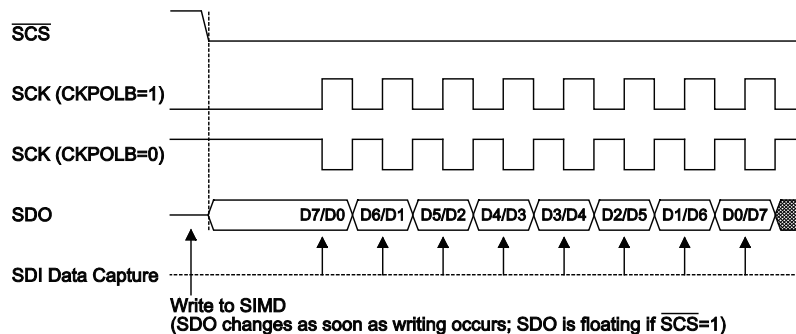 SCS
SCK (CKPOLB=1)
SCK (CKPOLB=0)
SDO D7/D0 D6/D1 D5/D2 D4/D3 D3/D4 D2/D5 D1/D6 D0/D7
SDI Data Capture
Write to SIMD
(SDO changes as soon as writing occurs; SDO is floating if SCS=1)